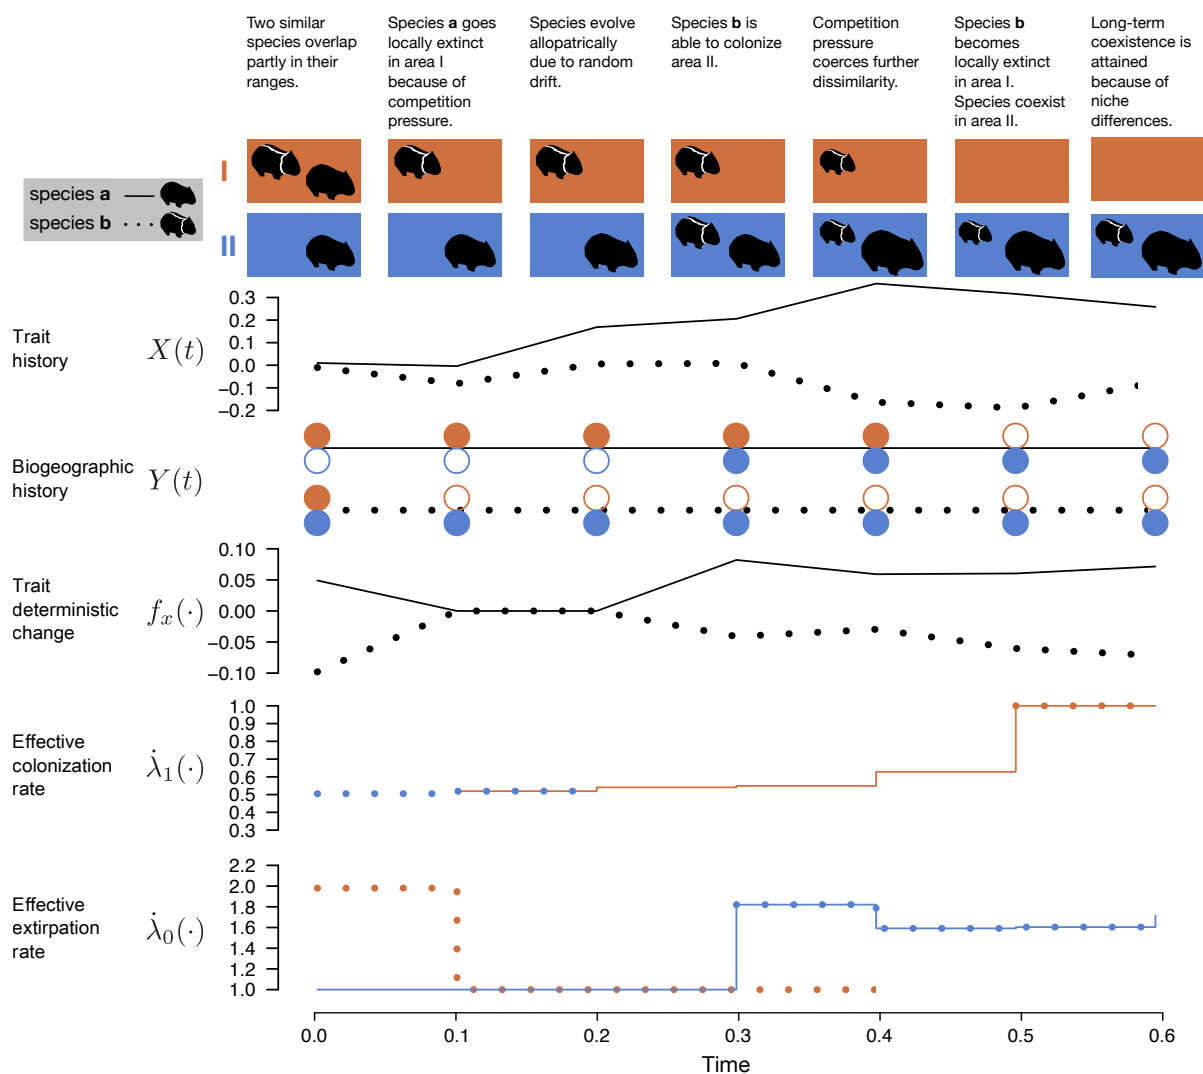 Two similar
species overlap
partly in their
ranges.
Species a goes
locally extinct
in area I
because of
competition
pressure.
Species evolve
allopatrically
due to random
drift.
Species b is
able to colonize
area II.
Competition
pressure
coerces further
dissimilarity.
Species b
becomes
locally extinct
in area I.
Species coexist
in area II.
Long-term
coexistence is
attained
because of
niche
differences.
I
II
species a
species b
Trait
history
X(t)
0.3
0.2
0.1
0.0
−0.1
−0.2
Biogeographic
history
Y(t)
Trait
deterministic
change
fₓ(·)
0.10
0.05
0.00
−0.05
−0.10
Effective
colonization
rate
λ̇₁(·)
1.0
0.9
0.8
0.7
0.6
0.5
0.4
0.3
Effective
extirpation
rate
λ̇₀(·)
2.2
2.0
1.8
1.6
1.4
1.2
1.0
0.0 0.1 0.2 0.3 0.4 0.5 0.6
Time